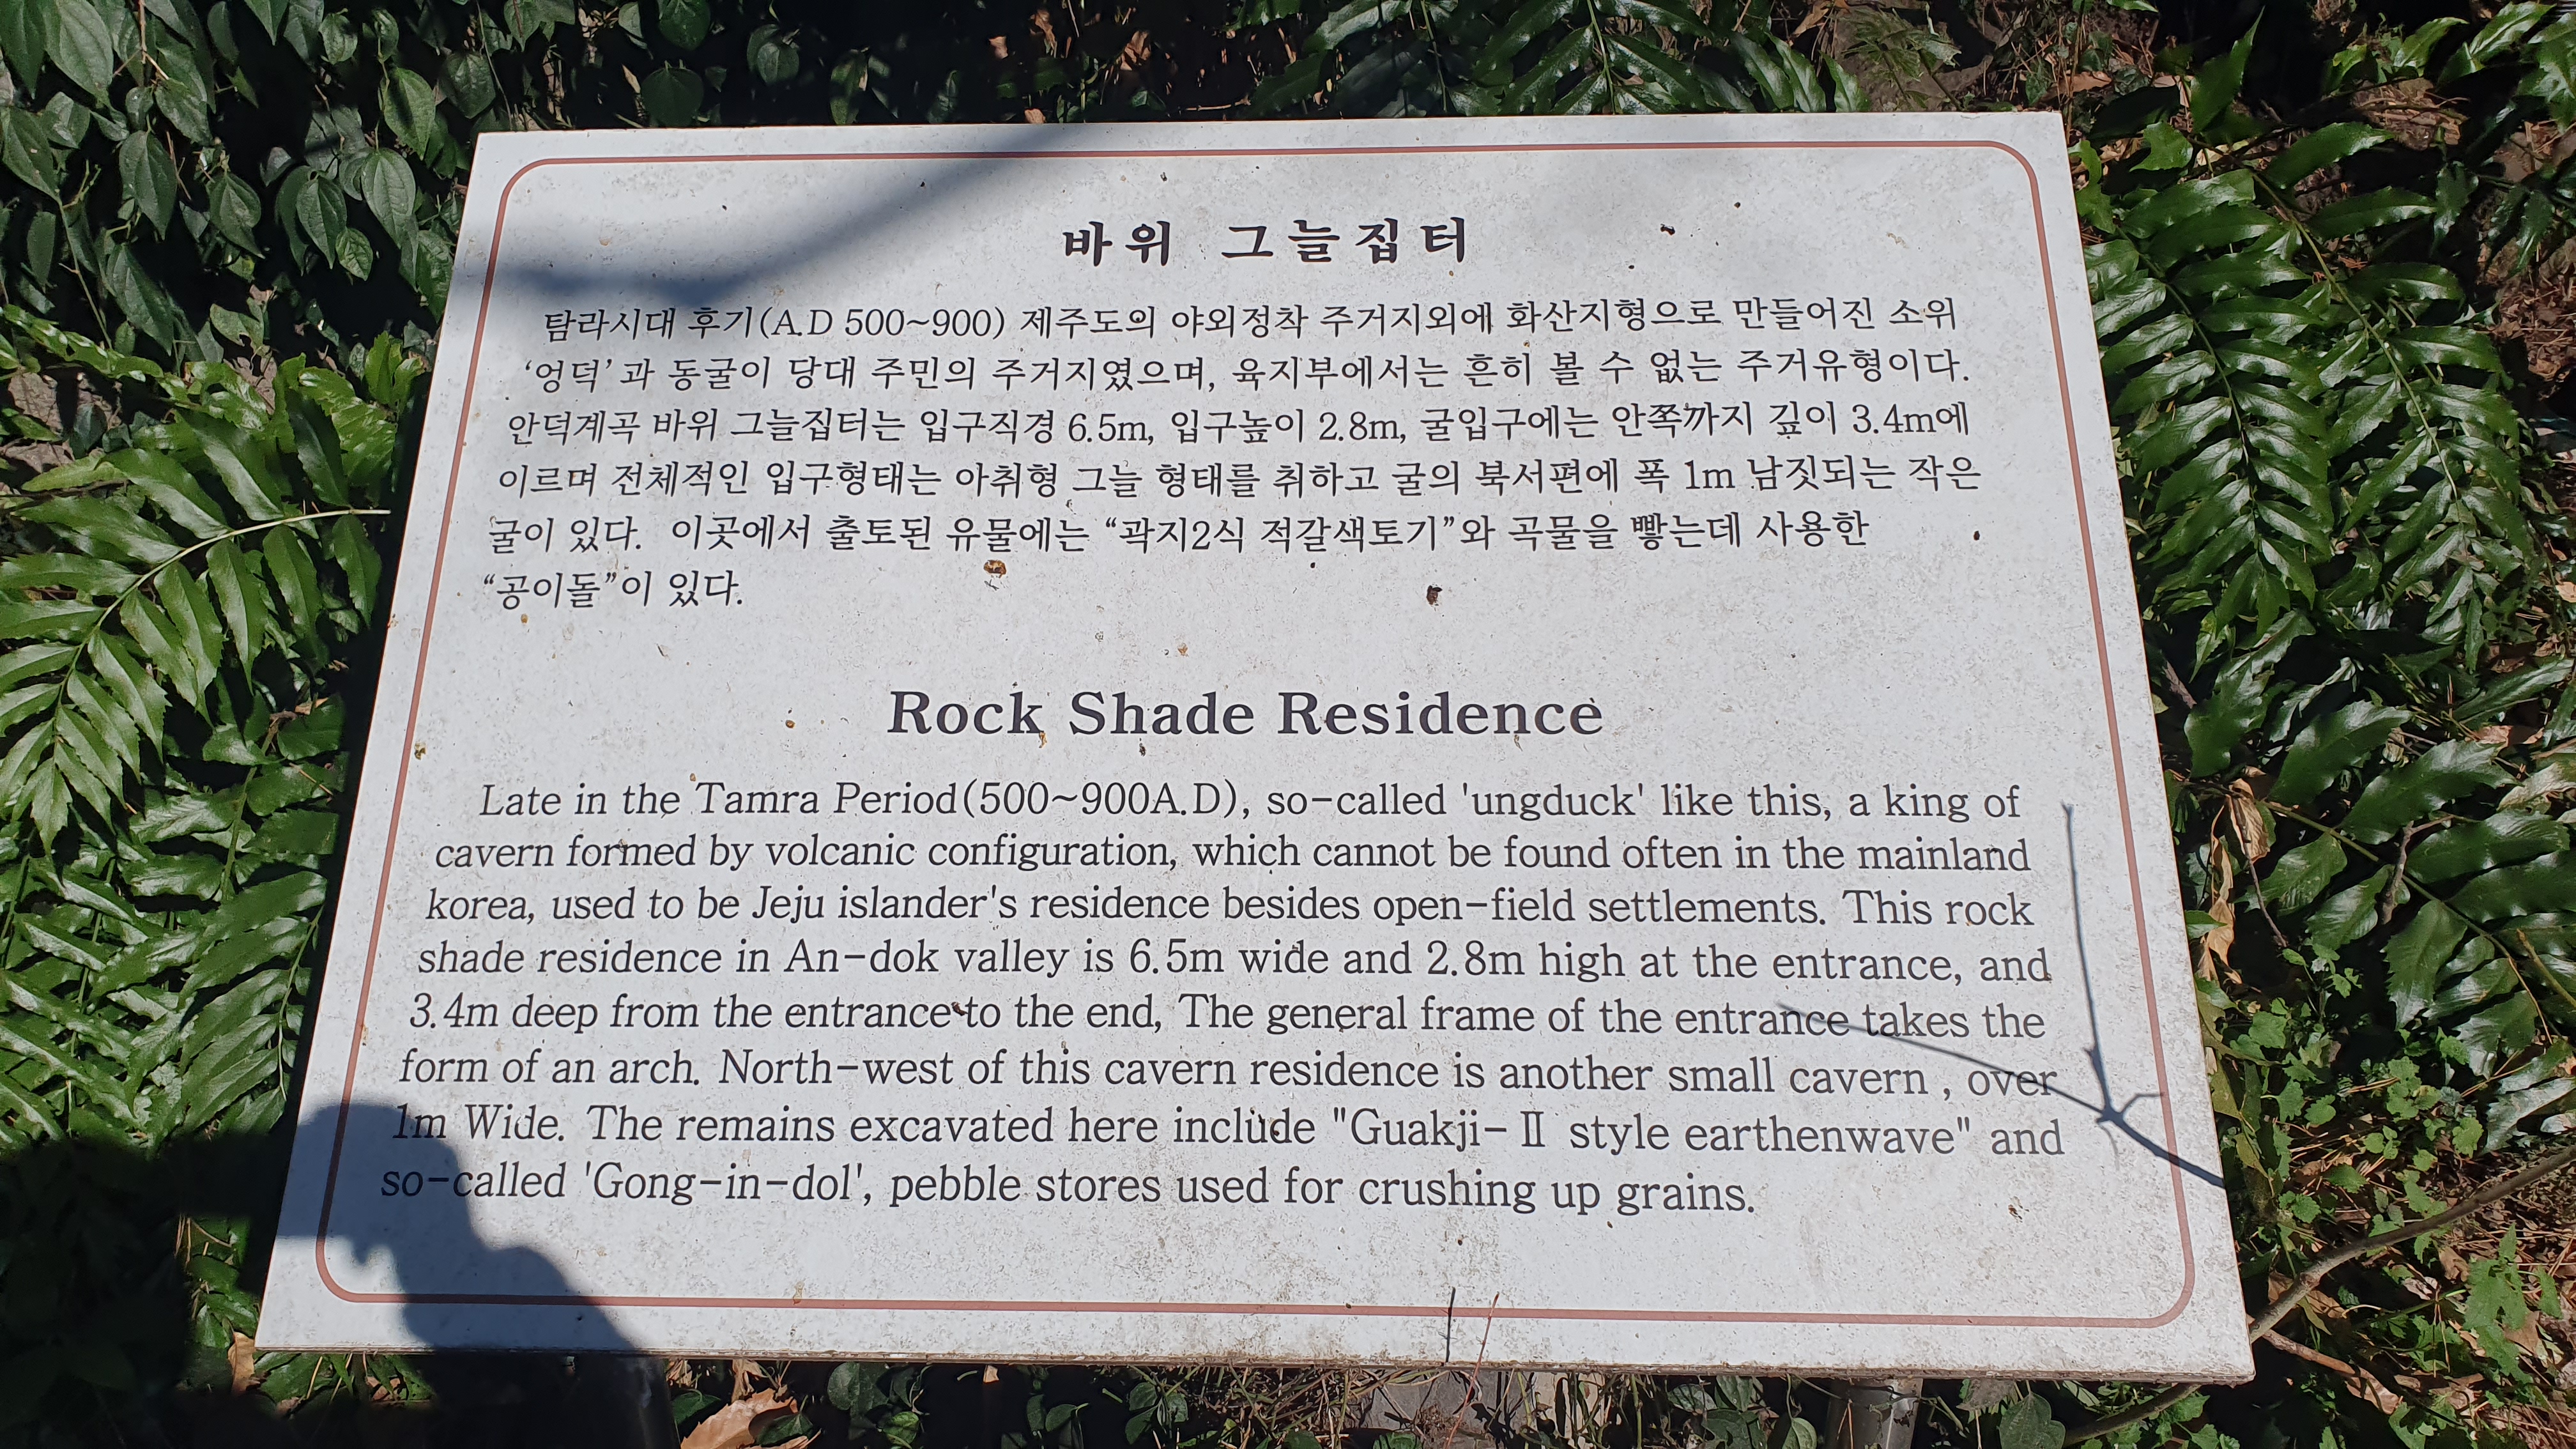 바위 그늘집터
탐라시대 후기(A.D 500~900) 제주도의 야외정착 주거지외에 화산지형으로 만들어진 소위
‘엉덕’과 동굴이 당대 주민의 주거지였으며, 육지부에서는 흔히 볼 수 없는 주거유형이다.
안덕계곡 바위 그늘집터는 입구직경 6.5m, 입구높이 2.8m, 굴입구에는 안쪽까지 깊이 3.4m에
이르며 전체적인 입구형태는 아취형 그늘 형태를 취하고 굴의 북서편에 폭 1m 남짓되는 작은
굴이 있다. 이곳에서 출토된 유물에는 “곽지2식 적갈색토기”와 곡물을 빻는데 사용한
“공이돌”이 있다.
Rock Shade Residence
Late in the Tamra Period(500~900A.D), so-called 'ungduck' like this, a king of
cavern formed by volcanic configuration, which cannot be found often in the mainland
korea, used to be Jeju islander's residence besides open-field settlements. This rock
shade residence in An-dok valley is 6.5m wide and 2.8m high at the entrance, and
3.4m deep from the entrance to the end, The general frame of the entrance takes the
form of an arch. North-west of this cavern residence is another small cavern , over
1m Wide. The remains excavated here include "Guakji-Ⅱ style earthenwave" and
so-called 'Gong-in-dol', pebble stores used for crushing up grains.